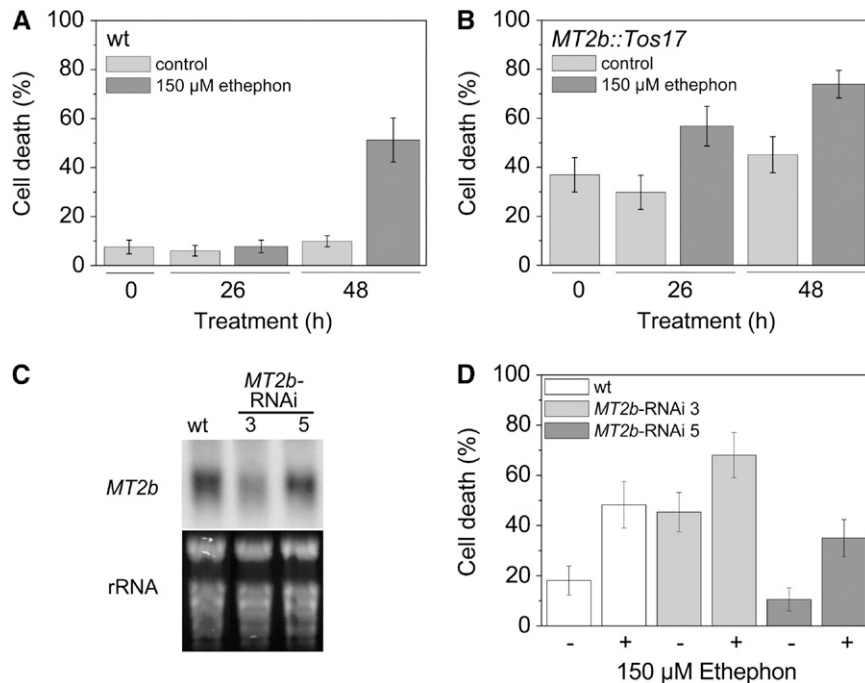 A
wt
control
150 µM ethephon
Cell death (%)
100
80
60
40
20
0
0 26 48
Treatment (h)
B
MT2b::Tos17
control
150 µM ethephon
Cell death (%)
100
80
60
40
20
0
0 26 48
Treatment (h)
C
MT2b-
RNAi
wt 3 5
MT2b
rRNA
D
wt
MT2b-RNAi 3
MT2b-RNAi 5
Cell death (%)
100
80
60
40
20
0
- + - + - +
150 µM Ethephon